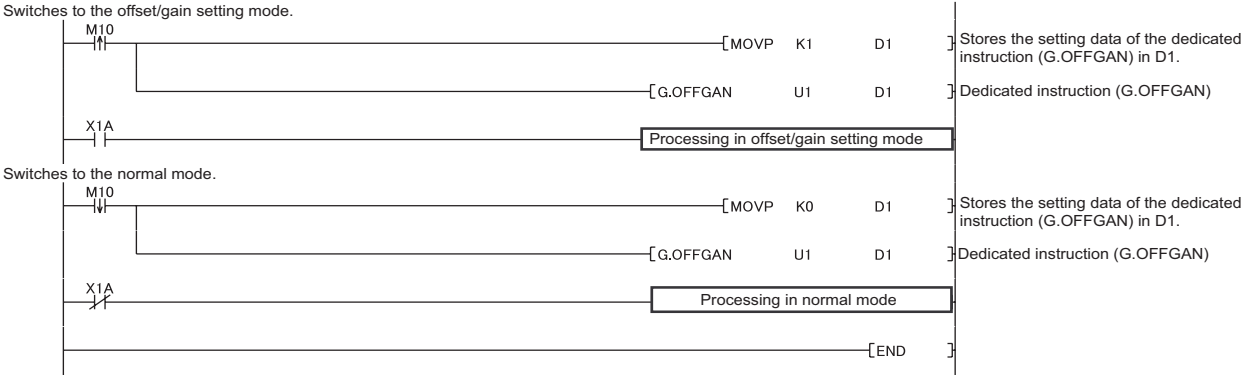 Switches to the offset/gain setting mode.
M10
MOVP K1 D1
Stores the setting data of the dedicated
instruction (G.OFFGAN) in D1.
G.OFFGAN U1 D1
Dedicated instruction (G.OFFGAN)
X1A
Processing in offset/gain setting mode
Switches to the normal mode.
M10
MOVP K0 D1
Stores the setting data of the dedicated
instruction (G.OFFGAN) in D1.
G.OFFGAN U1 D1
Dedicated instruction (G.OFFGAN)
X1A
Processing in normal mode
END